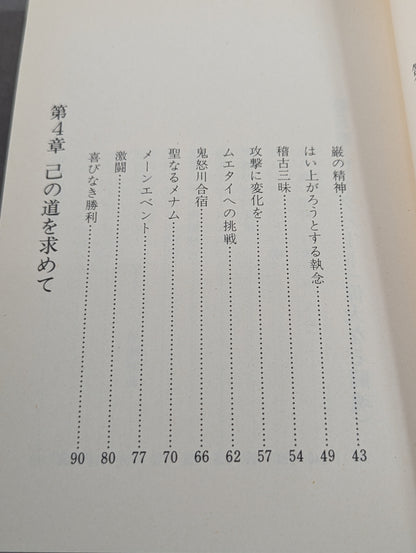 巌の精神……43
はい上がろうとする執念……49
稽古三昧……54
攻撃に変化を……57
ムエタイへの挑戦……62
鬼怒川合宿……66
聖なるメナム……70
メーンエベント……77
激闘……80
喜びなき勝利……90
第4章 己の道を求めて